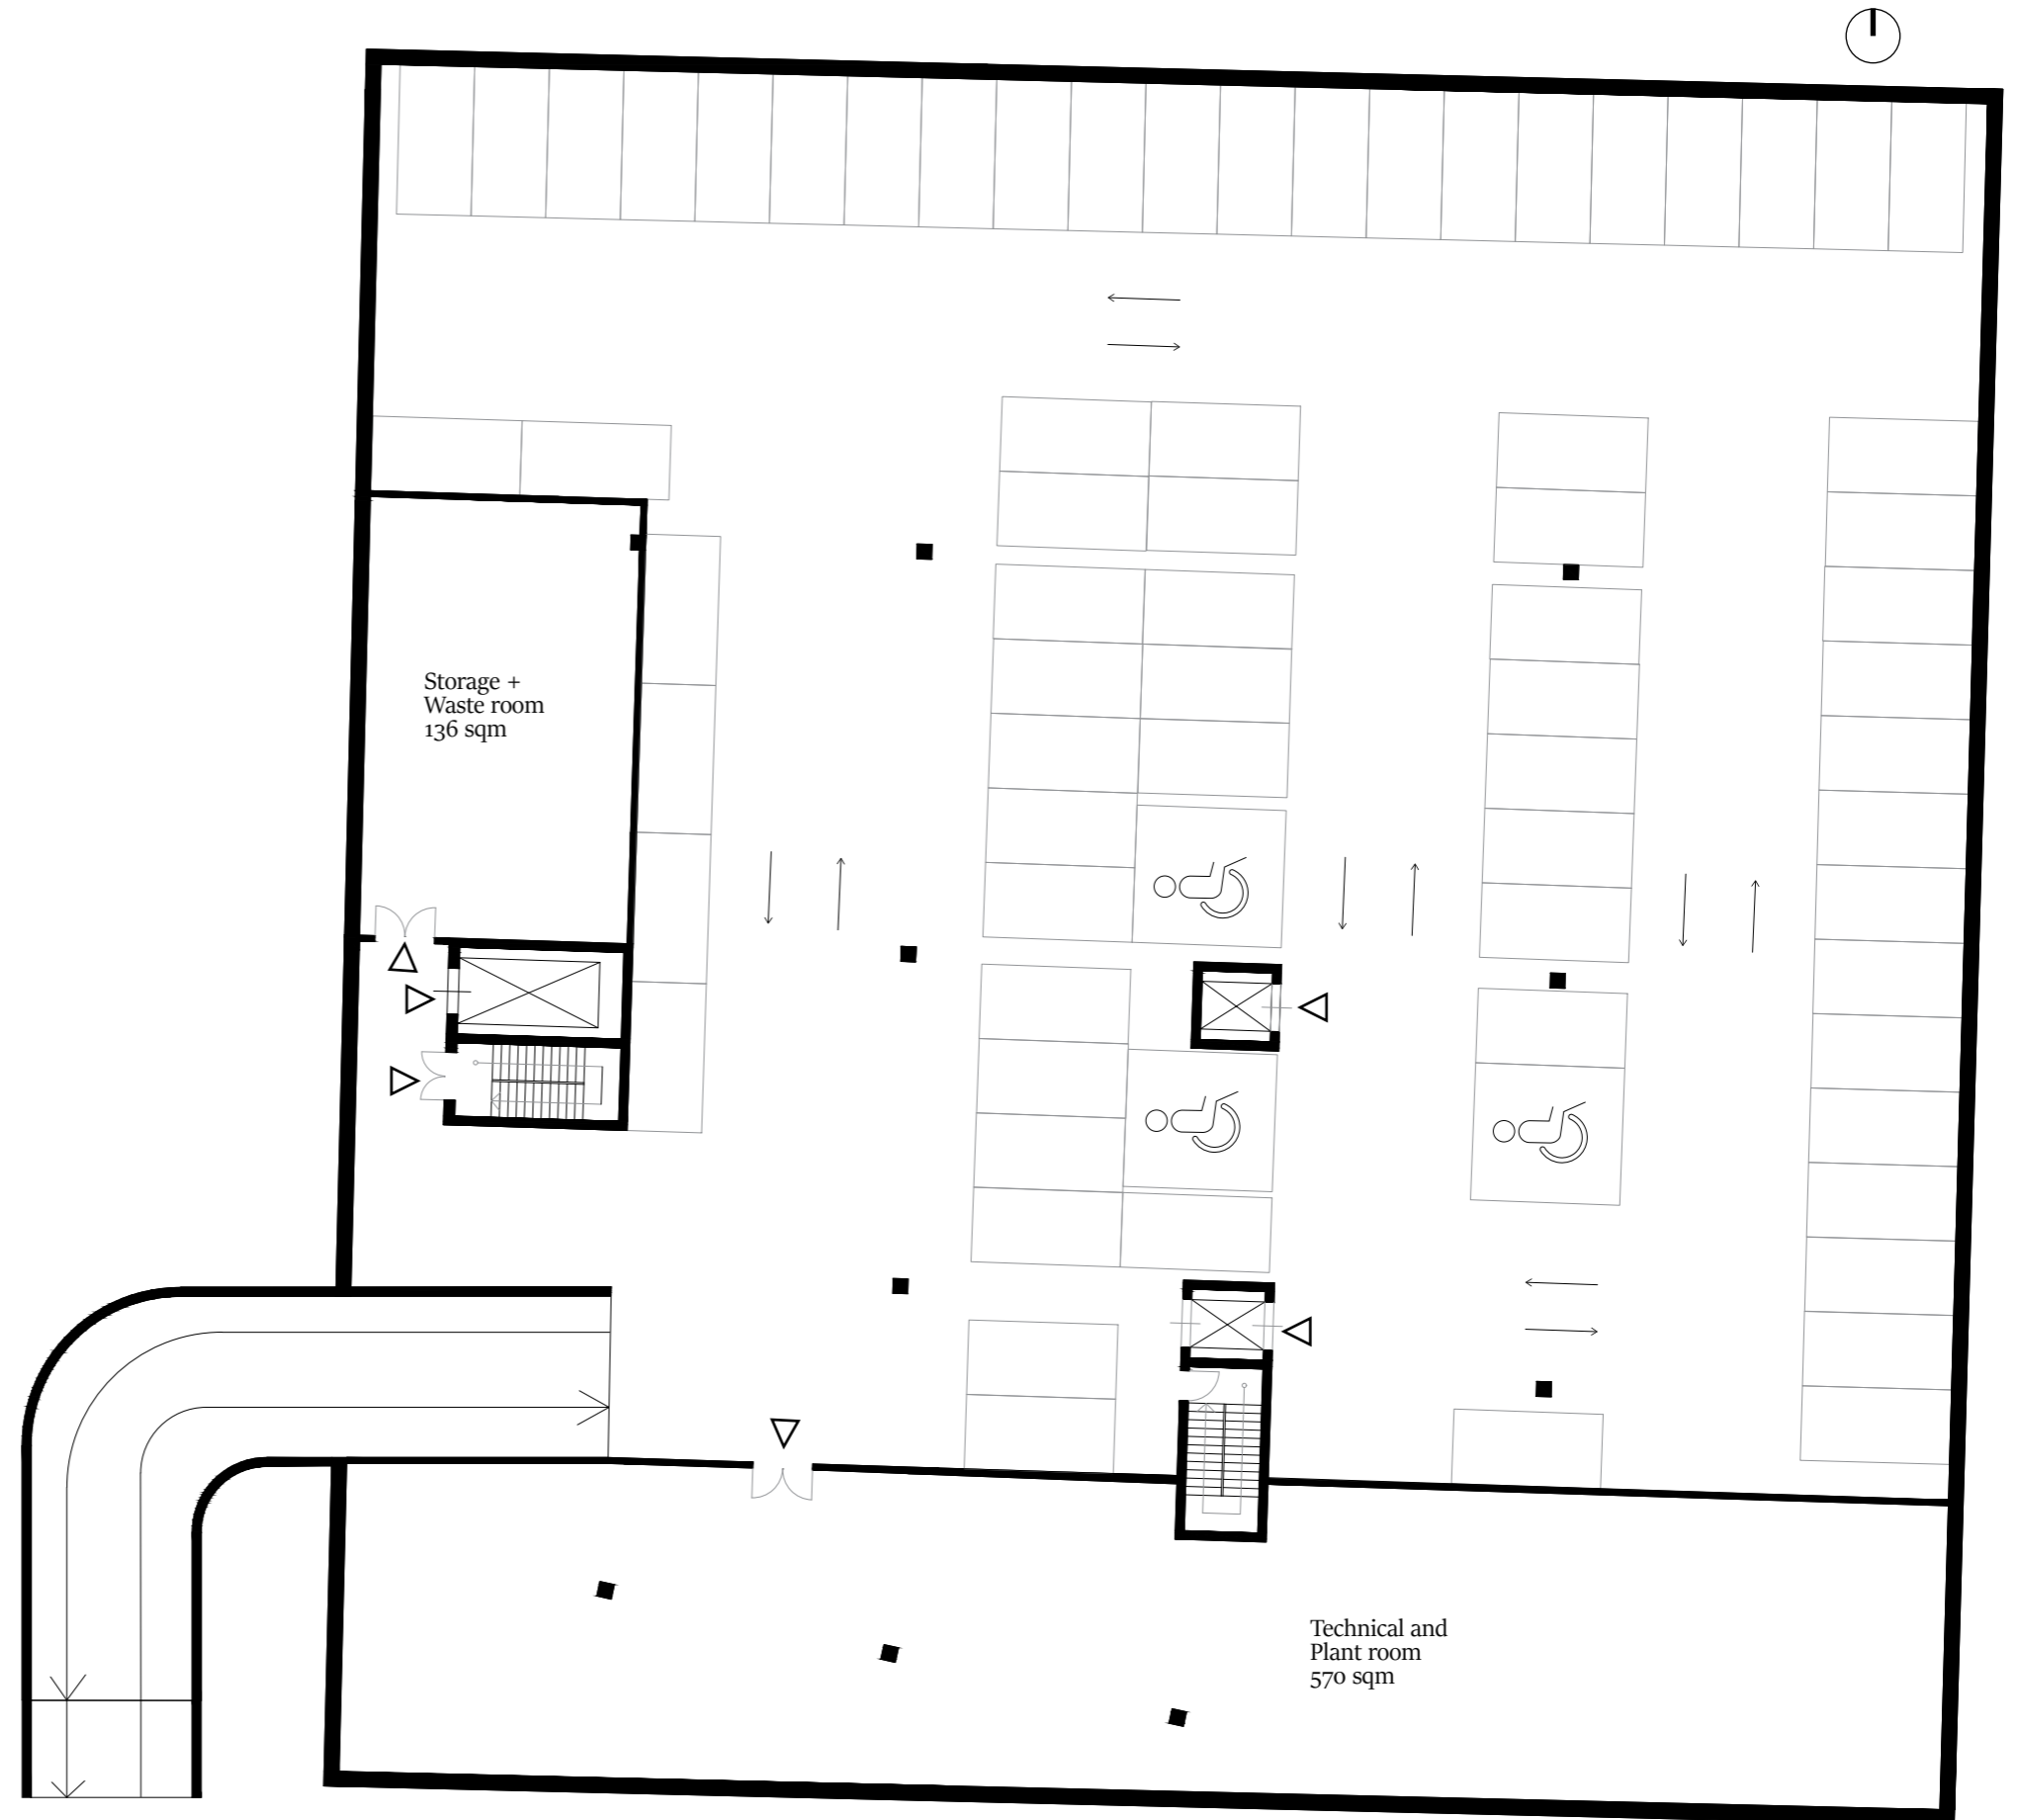 Storage +
Waste room
136 sqm
Technical and
Plant room
570 sqm